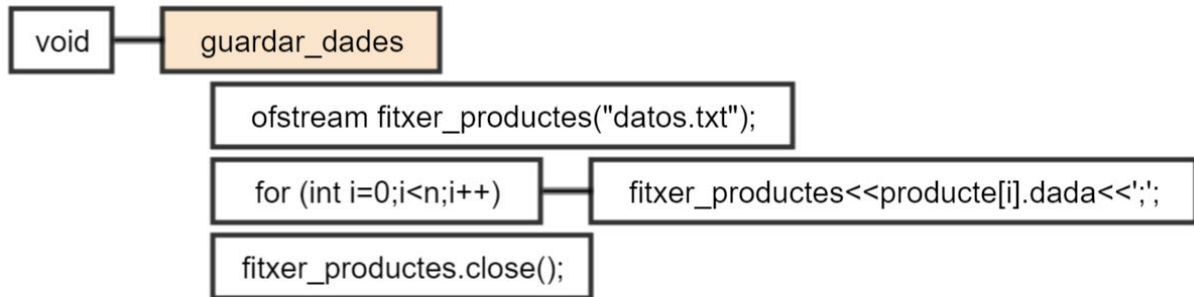 void guardar_dades
ofstream fitxer_productes("datos.txt");
for (int i=0;i<n;i++) fitxer_productes<<producte[i].dada<<';';
fitxer_productes.close();